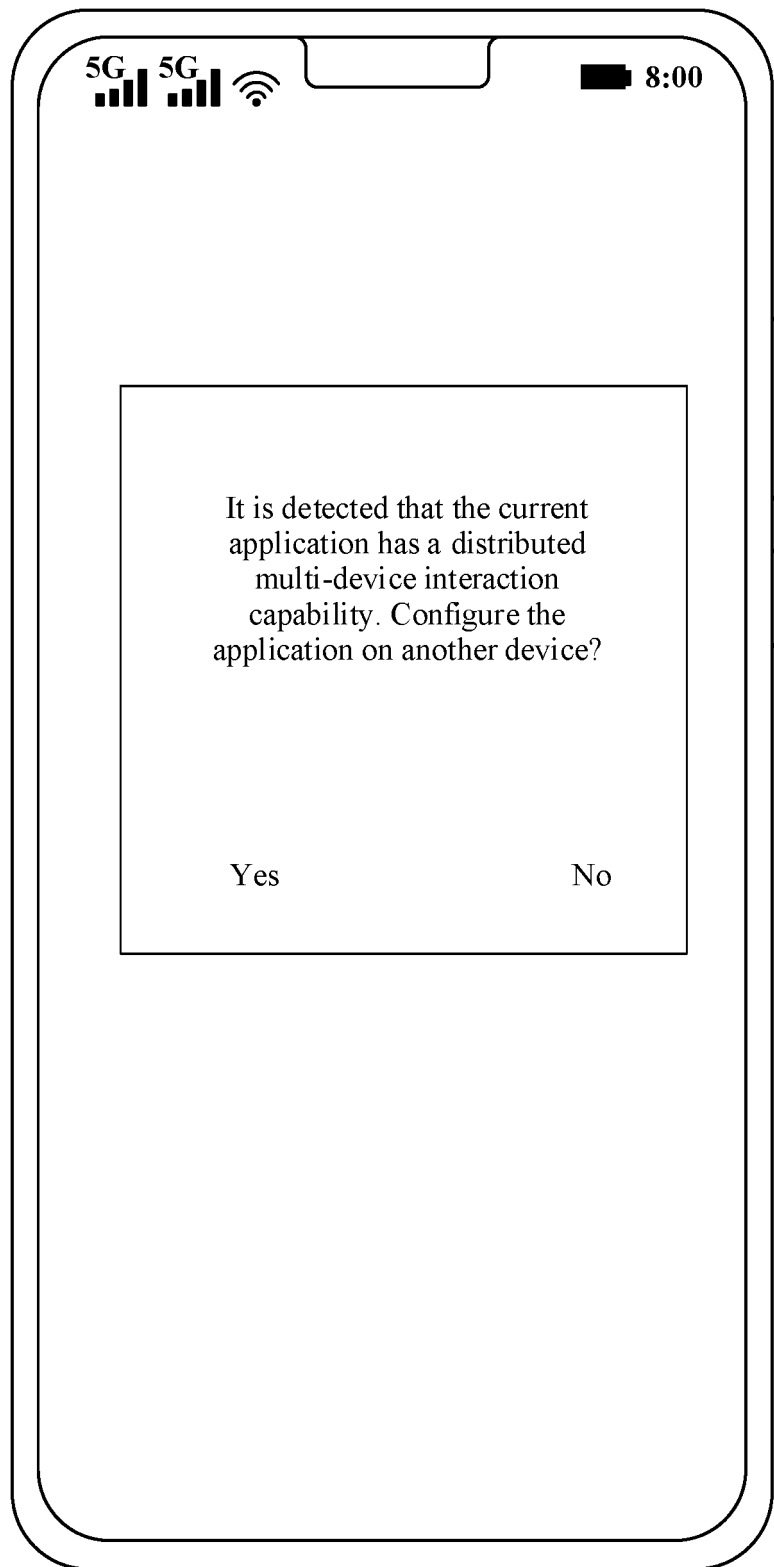 5G 5G 8:00
It is detected that the current
application has a distributed
multi-device interaction
capability. Configure the
application on another device?
Yes No